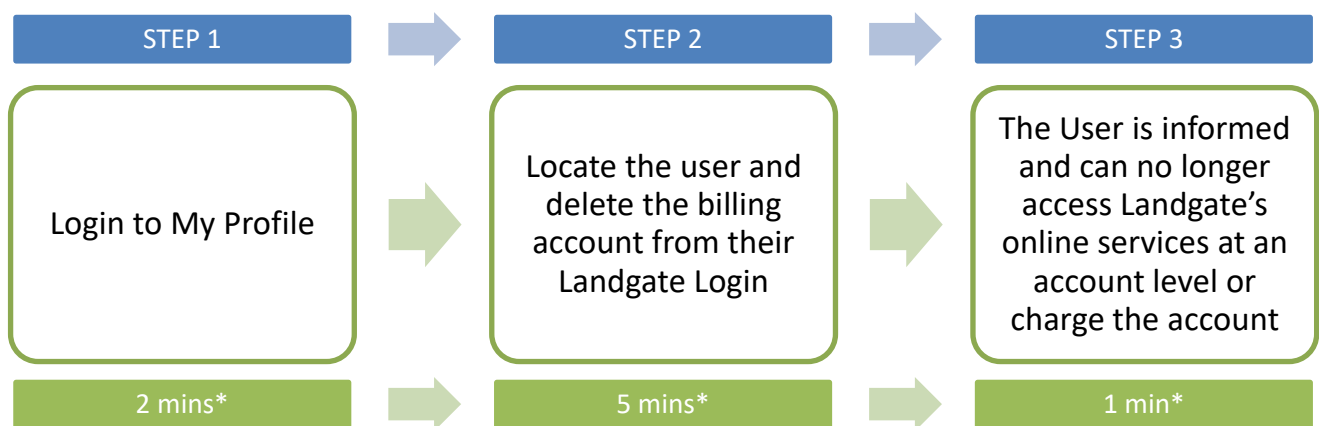 STEP 1
STEP 2
STEP 3
Login to My Profile
Locate the user and
delete the billing
account from their
Landgate Login
The User is informed
and can no longer
access Landgate’s
online services at an
account level or
charge the account
2 mins*
5 mins*
1 min*